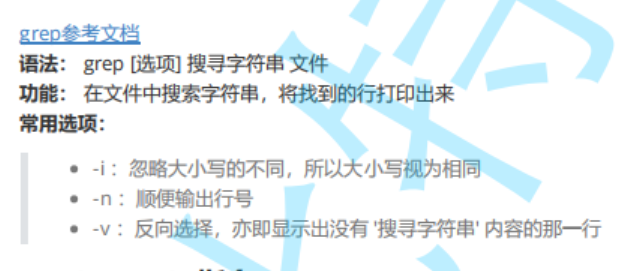 grep参考文档
语法： grep [选项] 搜寻字符串 文件
功能： 在文件中搜索字符串，将找到的行打印出来
常用选项：
-i ：忽略大小写的不同，所以大小写视为相同
-n ：顺便输出行号
-v ：反向选择，亦即显示出没有 '搜寻字符串' 内容的那一行